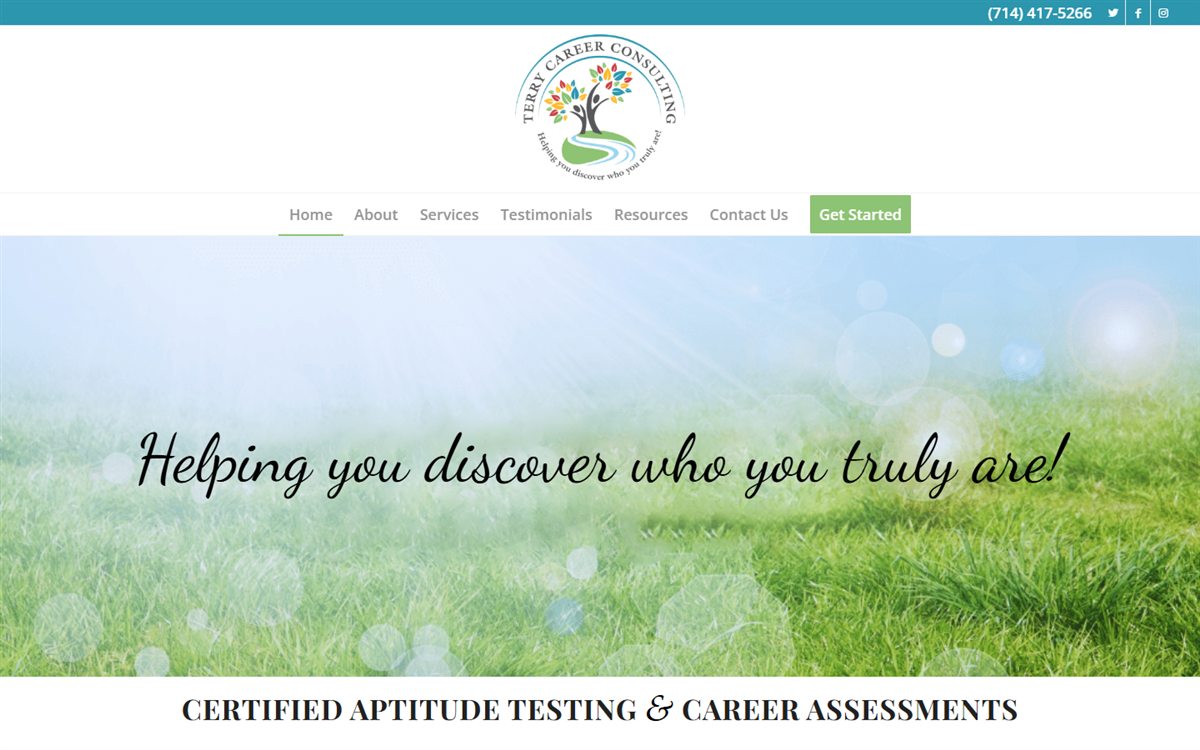 (714) 417-5266
TERRY CAREER CONSULTING
Helping you discover who you truly are!
Home About Services Testimonials Resources Contact Us Get Started
Helping you discover who you truly are!
CERTIFIED APTITUDE TESTING & CAREER ASSESSMENTS